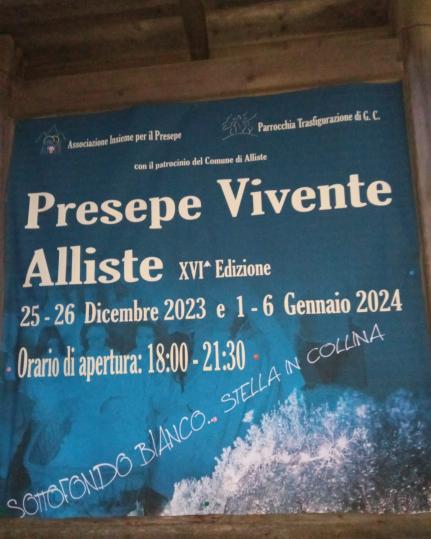 Associazione Insieme per il Presepe
Parrocchia Trasfigurazione di G. C.
con il patrocinio del Comune di Alliste
Presepe Vivente
Alliste XVIª Edizione
25 - 26 Dicembre 2023 e 1 - 6 Gennaio 2024
Orario di apertura: 18:00 - 21:30
SOTTOFONDO BIANCO... STELLA IN COLLINA